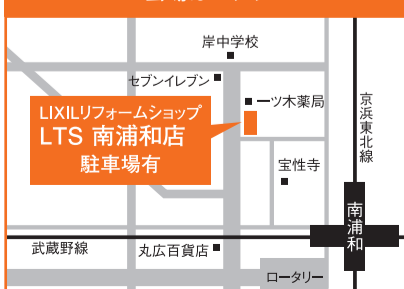 岸中学校
セブンイレブン
一ツ木薬局
LIXILリフォームショップ
LTS 南浦和店
駐車場有
京浜東北線
宝性寺
南浦和
武蔵野線
丸広百貨店
ロータリー